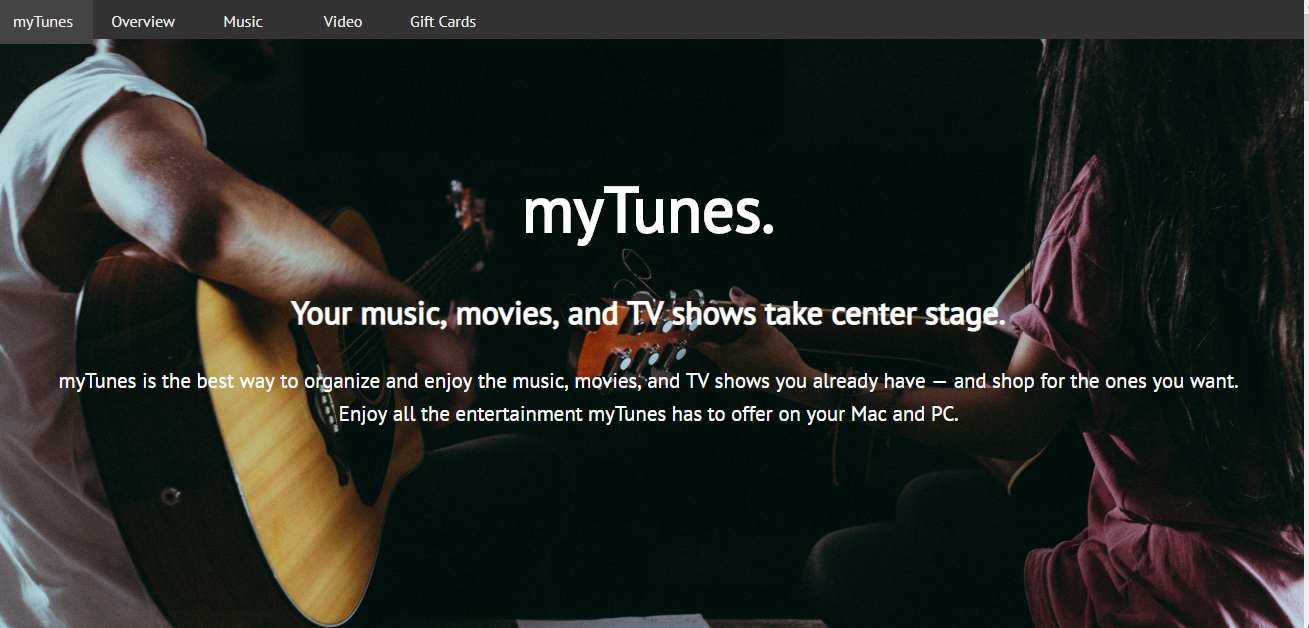 myTunes Overview Music Video Gift Cards
myTunes.
Your music, movies, and TV shows take center stage.
myTunes is the best way to organize and enjoy the music, movies, and TV shows you already have — and shop for the ones you want.
Enjoy all the entertainment myTunes has to offer on your Mac and PC.